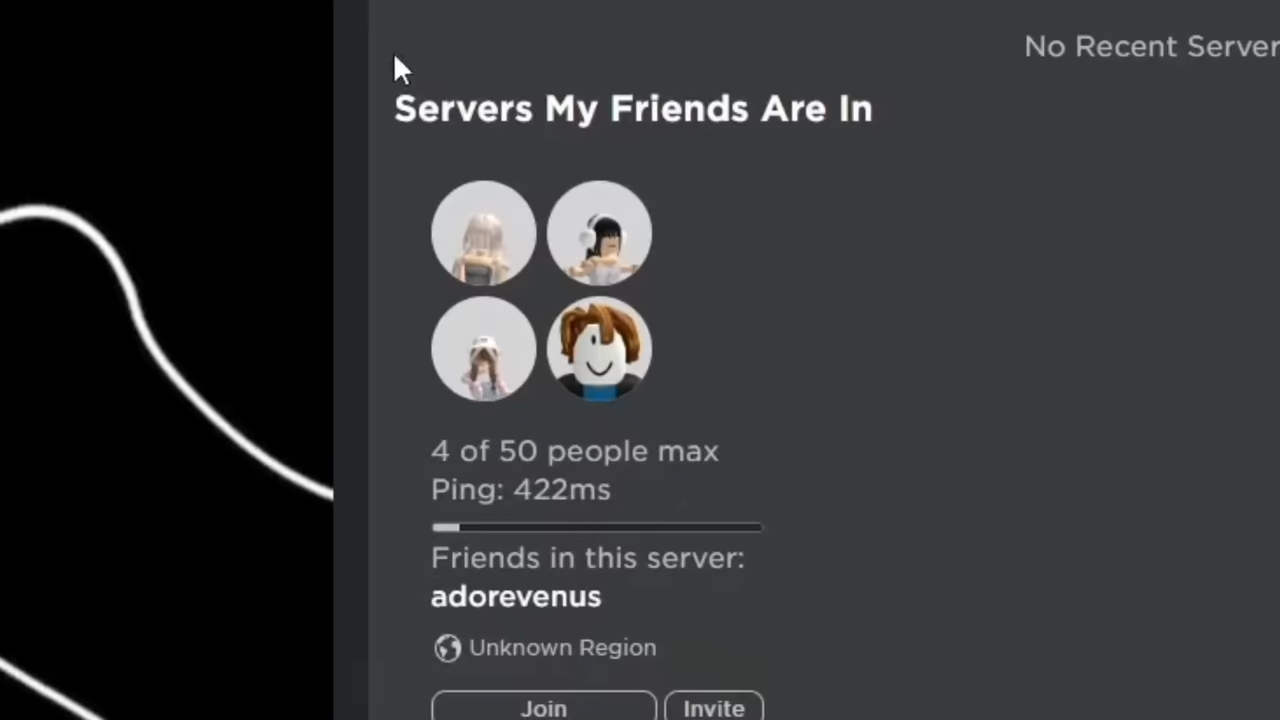 No Recent Server
Servers My Friends Are In
4 of 50 people max
Ping: 422ms
Friends in this server:
adorevenus
Unknown Region
Join Invite